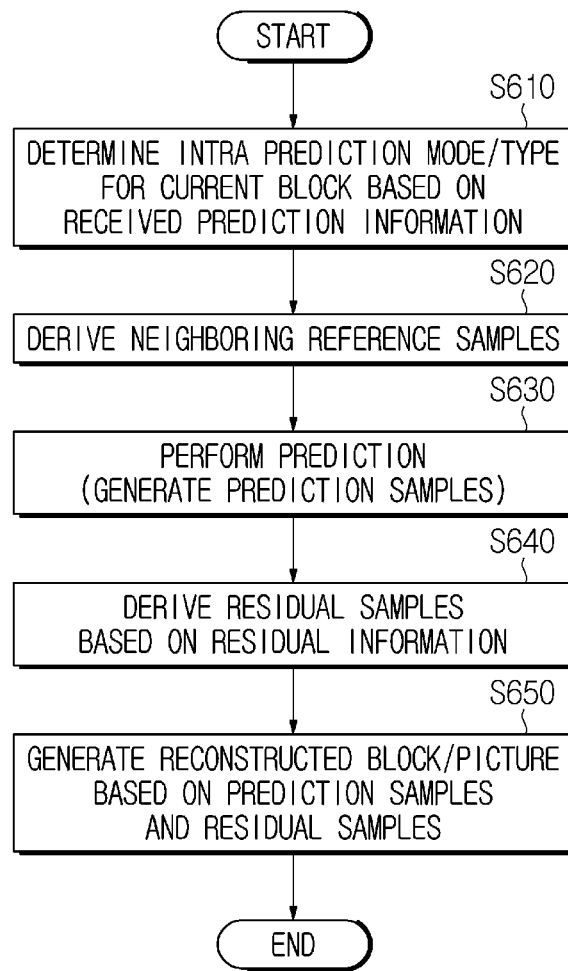 START
S610
DETERMINE INTRA PREDICTION MODE/TYPE
FOR CURRENT BLOCK BASED ON
RECEIVED PREDICTION INFORMATION
S620
DERIVE NEIGHBORING REFERENCE SAMPLES
S630
PERFORM PREDICTION
(GENERATE PREDICTION SAMPLES)
S640
DERIVE RESIDUAL SAMPLES
BASED ON RESIDUAL INFORMATION
S650
GENERATE RECONSTRUCTED BLOCK/PICTURE
BASED ON PREDICTION SAMPLES
AND RESIDUAL SAMPLES
END